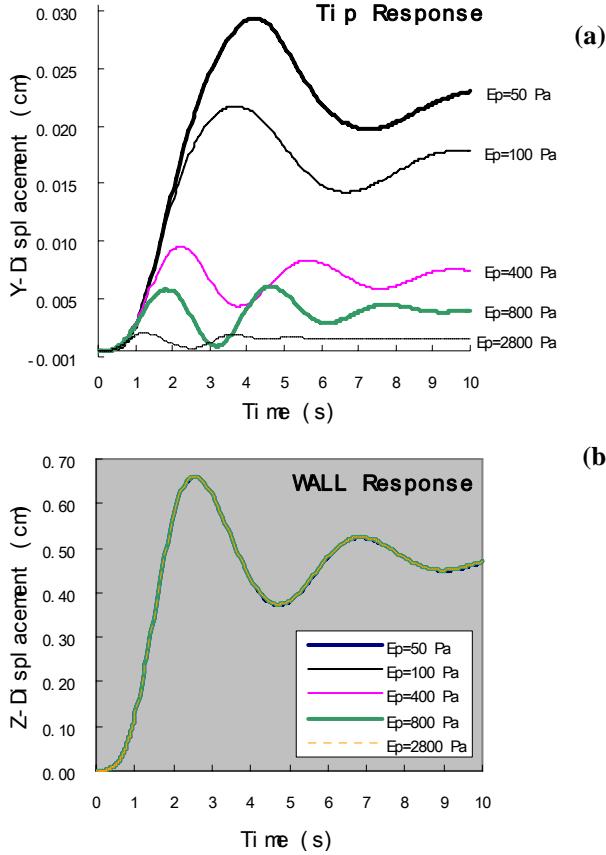 Tip Response
(a)
0.030
0.025
0.020
0.015
0.010
0.005
-0.001
Y-Displacement (cm)
Ep=50 Pa
Ep=100 Pa
Ep=400 Pa
Ep=800 Pa
Ep=2800 Pa
0 1 2 3 4 5 6 7 8 9 10
Time (s)
(b
WALL Response
0.70
0.60
0.50
0.40
0.30
0.20
0.10
0.00
Z-Displacement (cm)
Ep=50 Pa
Ep=100 Pa
Ep=400 Pa
Ep=800 Pa
Ep=2800 Pa
0 1 2 3 4 5 6 7 8 9 10
Time (s)